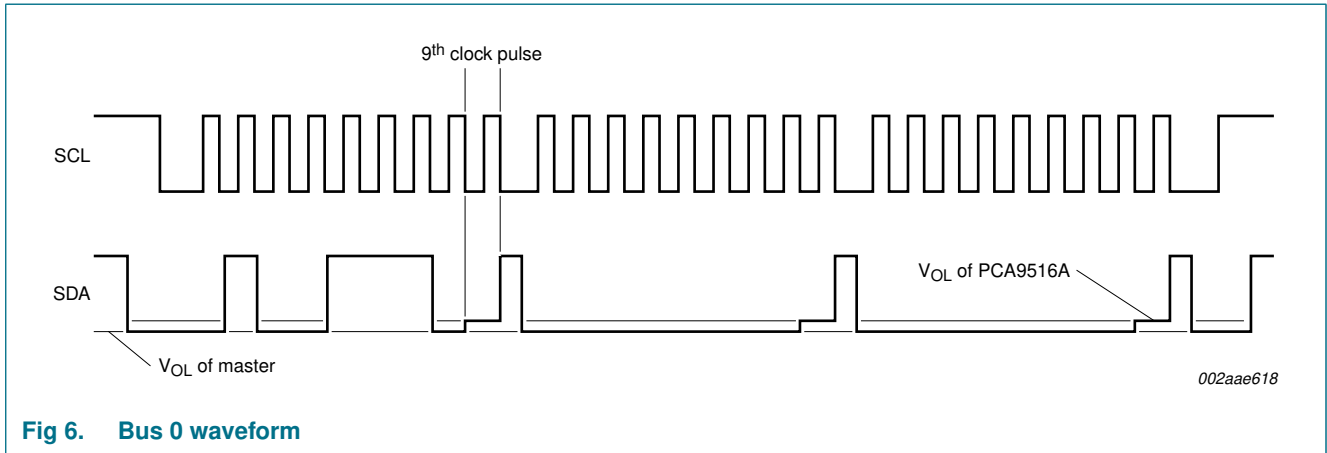 9th clock pulse
SCL
SDA
VOL of PCA9516A
VOL of master
002aae618
Fig 6. Bus 0 waveform